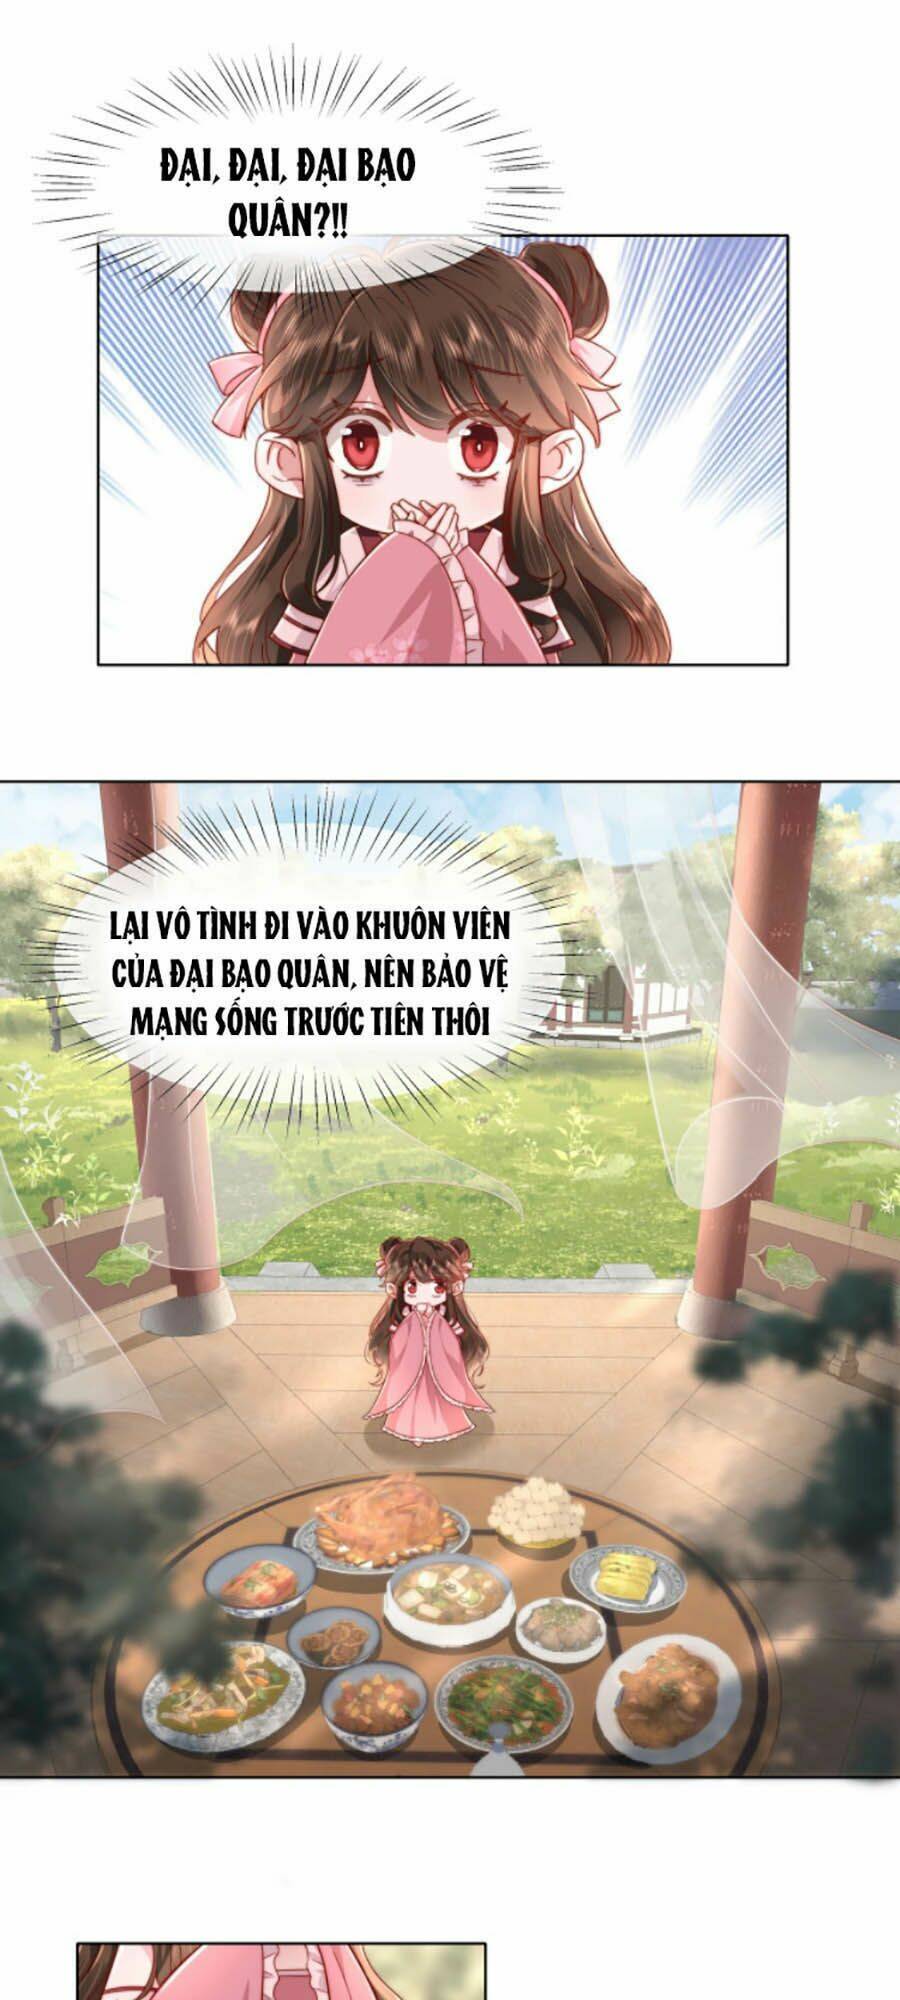 ĐẠI, ĐẠI, ĐẠI BẠO
QUÂN?!!
LẠI VÔ TÌNH ĐI VÀO KHUÔN VIÊN
CỦA ĐẠI BẠO QUÂN, NÊN BẢO VỆ
MẠNG SỐNG TRƯỚC TIÊN THÔI